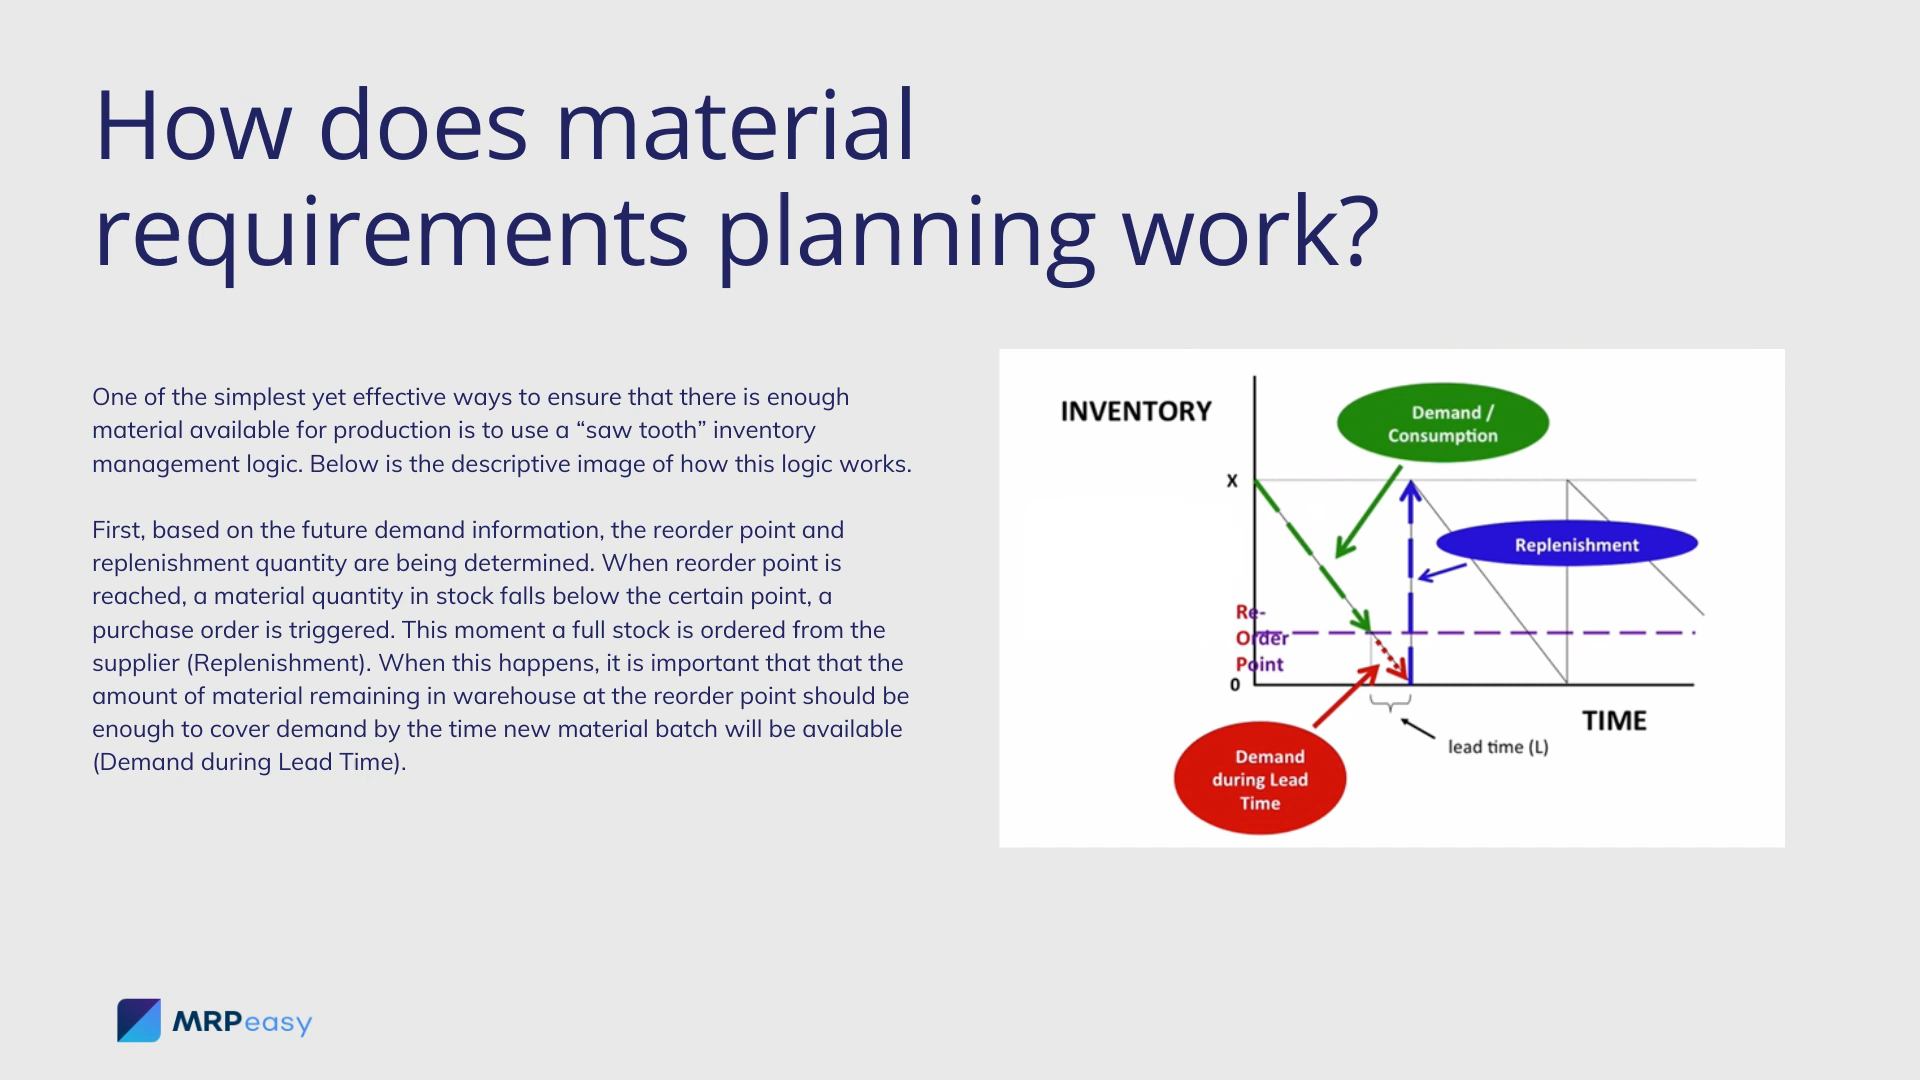 How does material
requirements planning work?
One of the simplest yet effective ways to ensure that there is enough
material available for production is to use a “saw tooth” inventory
management logic. Below is the descriptive image of how this logic works.
First, based on the future demand information, the reorder point and
replenishment quantity are being determined. When reorder point is
reached, a material quantity in stock falls below the certain point, a
purchase order is triggered. This moment a full stock is ordered from the
supplier (Replenishment). When this happens, it is important that that the
amount of material remaining in warehouse at the reorder point should be
enough to cover demand by the time new material batch will be available
(Demand during Lead Time).
INVENTORY
Demand /
Consumption
X
Replenishment
Re-
Order
Point
0
TIME
lead time (L)
Demand
during Lead
Time
MRPeasy